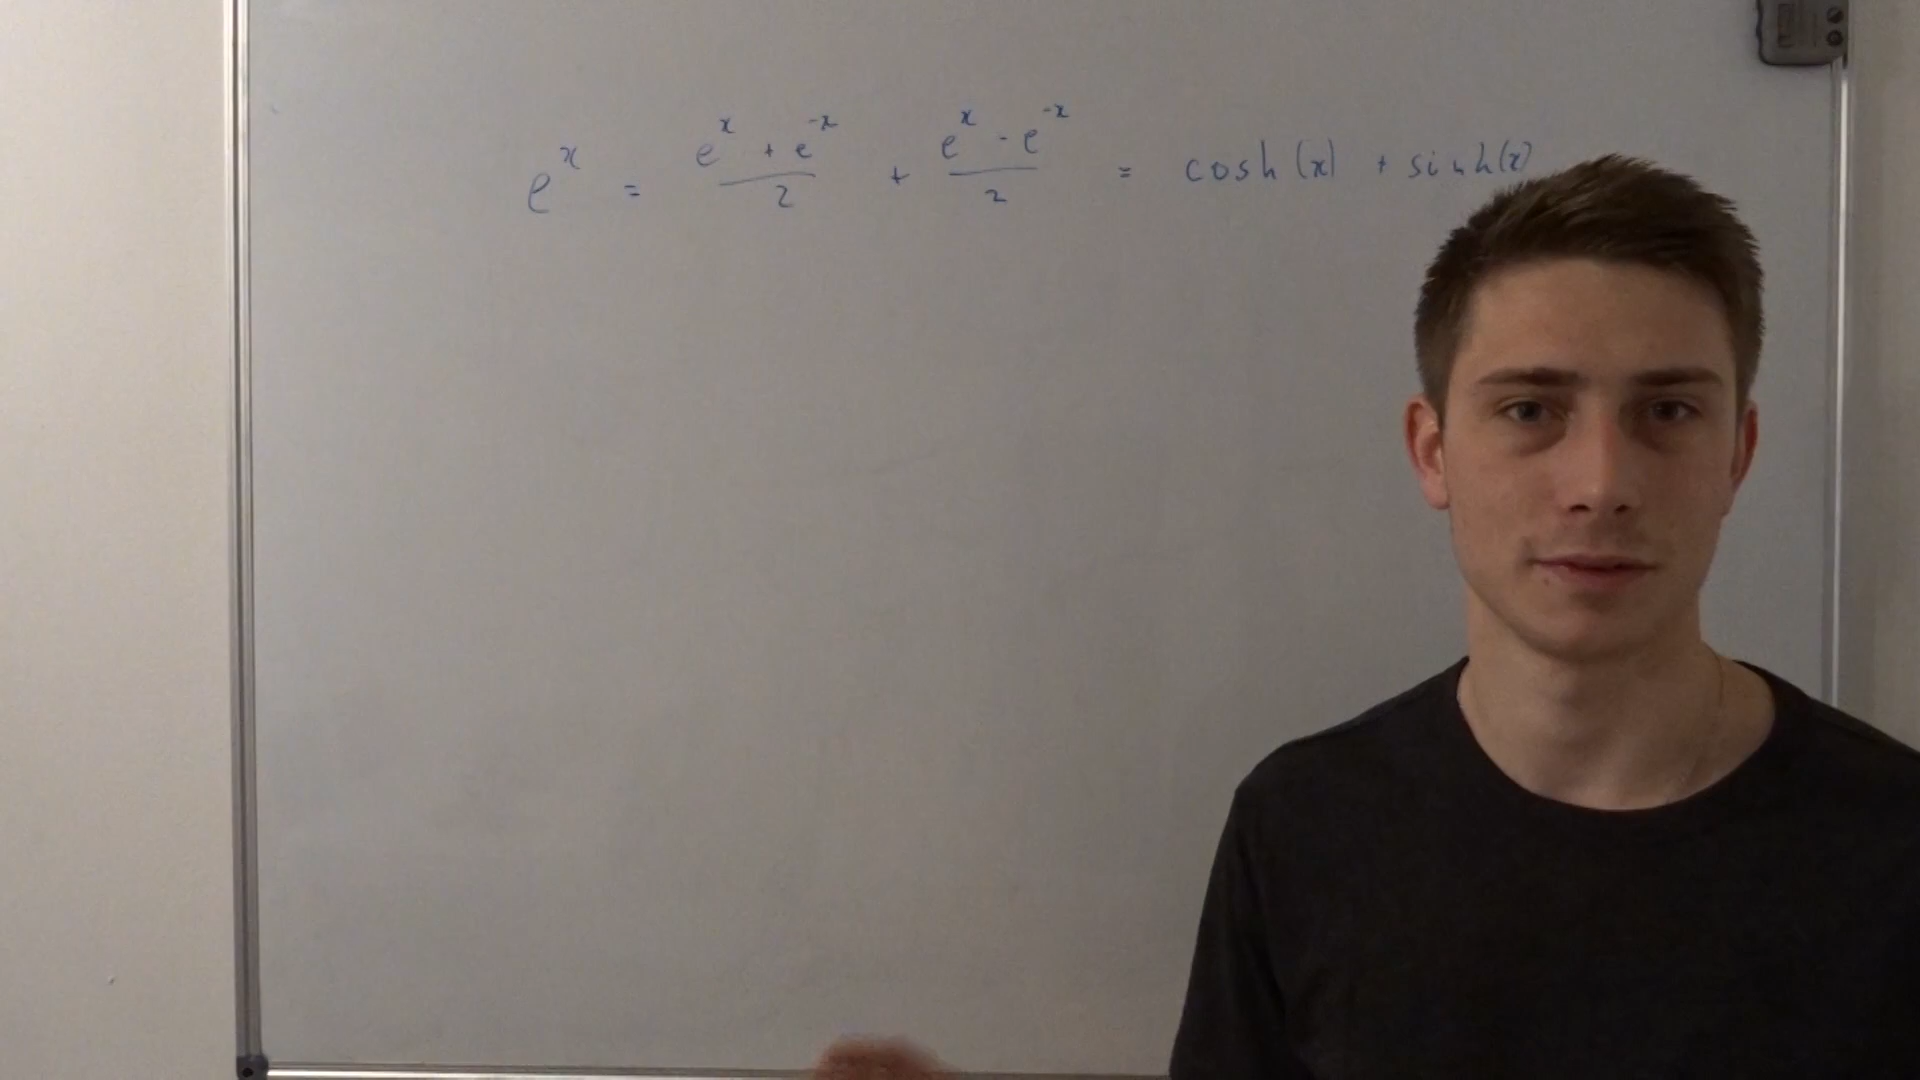 e^x = (e^x + e^-x)/2 + (e^x - e^-x)/2 = cosh(x) + sinh(x)